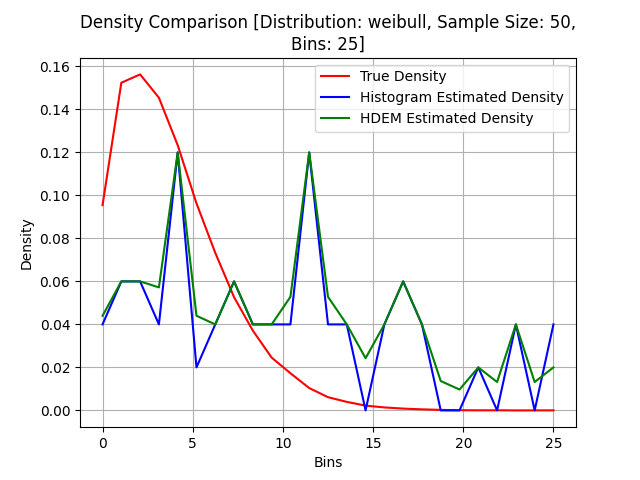 Density Comparison [Distribution: weibull, Sample Size: 50,
Bins: 25]
True Density
Histogram Estimated Density
HDEM Estimated Density
Density
0.16
0.14
0.12
0.10
0.08
0.06
0.04
0.02
0.00
0 5 10 15 20 25
Bins